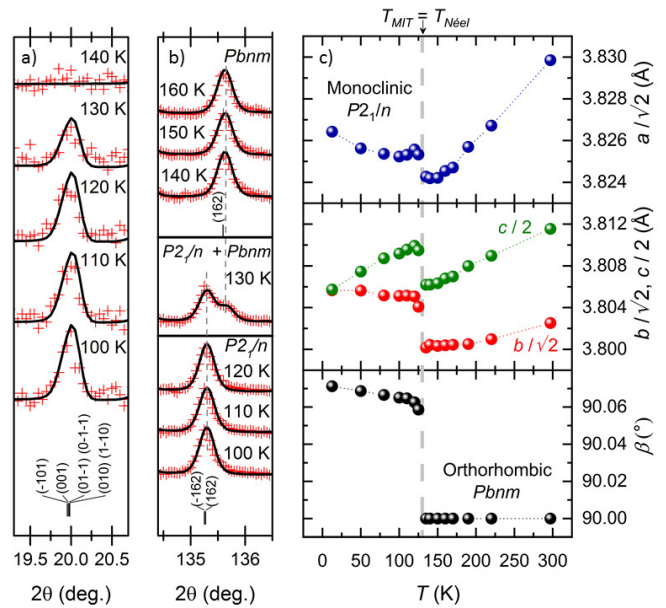 T_MIT = T_Néel
a)
140 K
130 K
120 K
110 K
100 K
(-101)
(001)
(01-1) (0-1-1)
(010) (1-10)
19.5 20.0 20.5
2θ (deg.)
b)
Pbnm
160 K
150 K
140 K
(162)
P2₁/n + Pbnm
130 K
P2₁/n
120 K
110 K
100 K
(-162)
(162)
135 136
2θ (deg.)
c)
Monoclinic
P2₁/n
3.830
3.828
3.826
3.824
a/√2 (Å)
c/2
b/√2
3.812
3.808
3.804
3.800
b/√2, c/2 (Å)
Orthorhombic
Pbnm
90.06
90.04
90.02
90.00
β(°)
0 50 100 150 200 250 300
T (K)